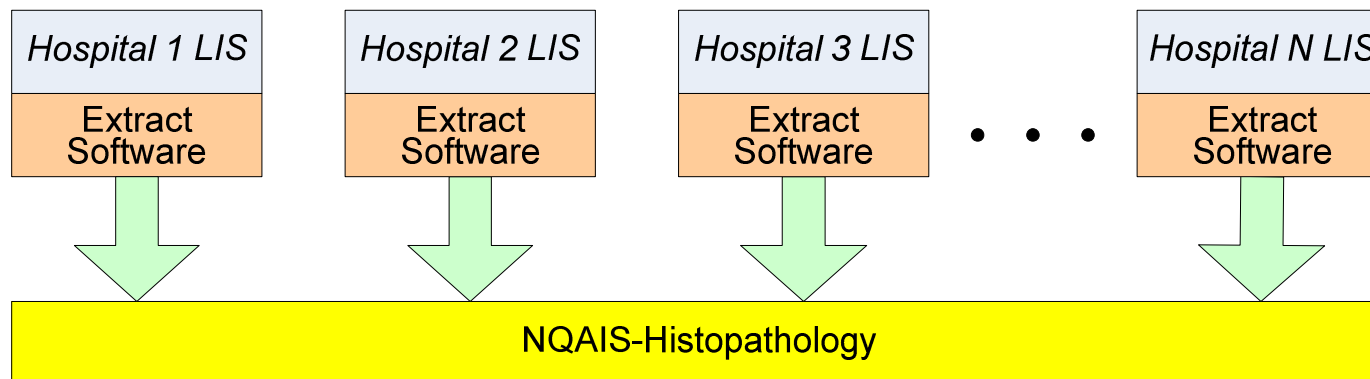 Hospital 1 LIS
Extract
Software
Hospital 2 LIS
Extract
Software
Hospital 3 LIS
Extract
Software
Hospital N LIS
Extract
Software
NQAIS-Histopathology